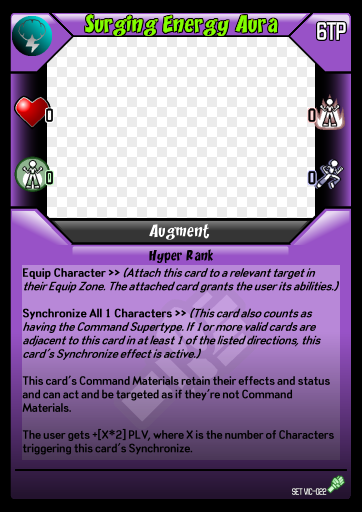 Surging Energy Aura
6TP
0
0
0
0
Augment
Hyper Rank
Equip Character >> (Attach this card to a relevant target in
their Equip Zone. The attached card grants the user its abilities.)
Synchronize All 1 Characters >> (This card also counts as
having the Command Supertype. If 1 or more valid cards are
adjacent to this card in at least 1 of the listed directions, this
card's Synchronize effect is active.)
This card's Command Materials retain their effects and status
and can act and be targeted as if they're not Command
Materials.
The user gets +[X*2] PLV, where X is the number of Characters
triggering this card's Synchronize.
SET VIC-022